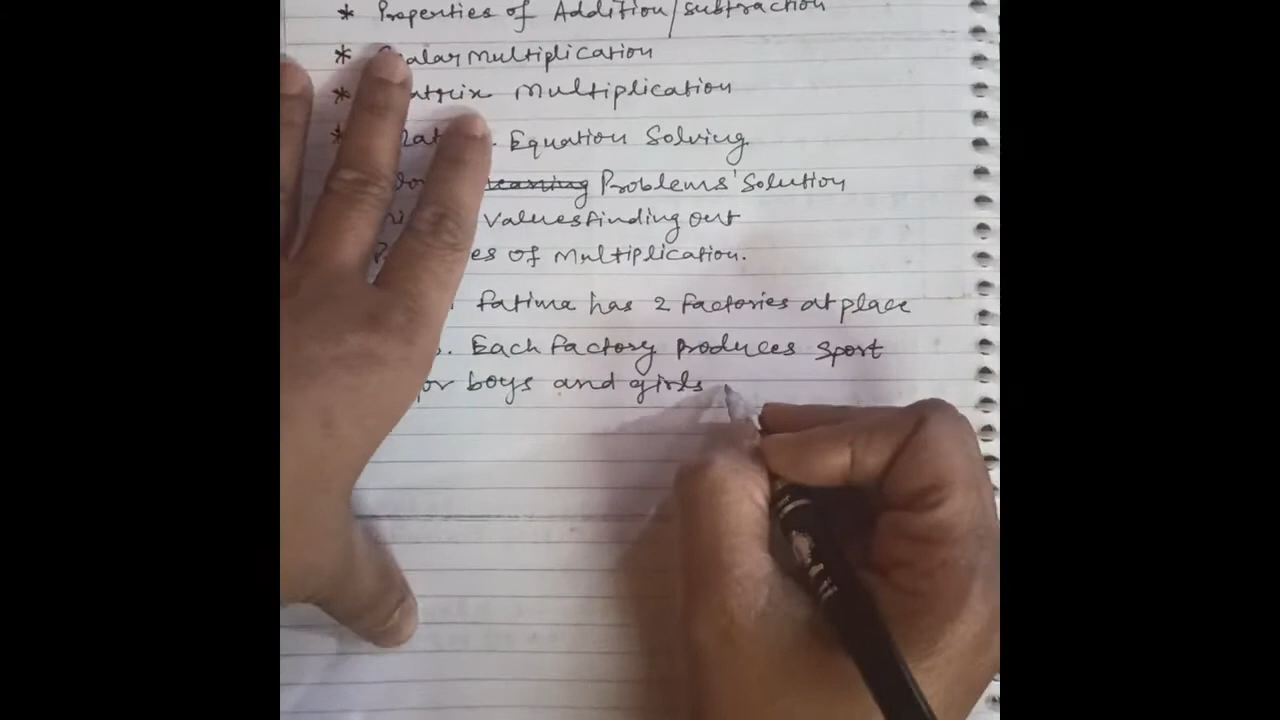 * Properties of Addition/subtraction
* Scalar Multiplication
* Matrix Multiplication
* Equation Solving
Problems' Solution
Values finding out
of Multiplication.
Fatima has 2 factories at place
Each factory produces sport
for boys and girls